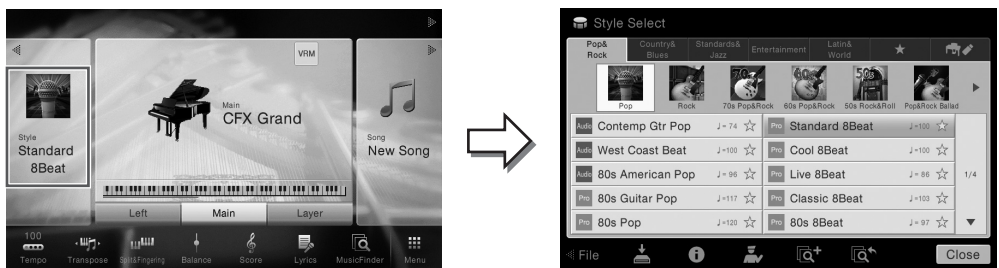 VRM
Style
Standard
8Beat
Main
CFX Grand
Song
New Song
Left
Main
Layer
100
Tempo
Transpose
Split&Fingering
Balance
Score
Lyrics
MusicFinder
Menu
Style Select
Pop&
Rock
Country&
Blues
Standards&
Jazz
Entertainment
Latin&
World
Pop
Rock
70s Pop&Rock
60s Pop&Rock
50s Rock&Roll
Pop&Rock Ballad
Audio Contemp Gtr Pop ♩= 74 ☆
Pro Standard 8Beat ♩=100 ☆
Audio West Coast Beat ♩=100 ☆
Pro Cool 8Beat ♩=100 ☆
Audio 80s American Pop ♩= 96 ☆
Pro Live 8Beat ♩= 86 ☆
1/4
Pro 80s Guitar Pop ♩=117 ☆
Pro Classic 8Beat ♩=103 ☆
Pro 80s Pop ♩=120 ☆
Pro 80s 8Beat ♩= 97 ☆
File
Close